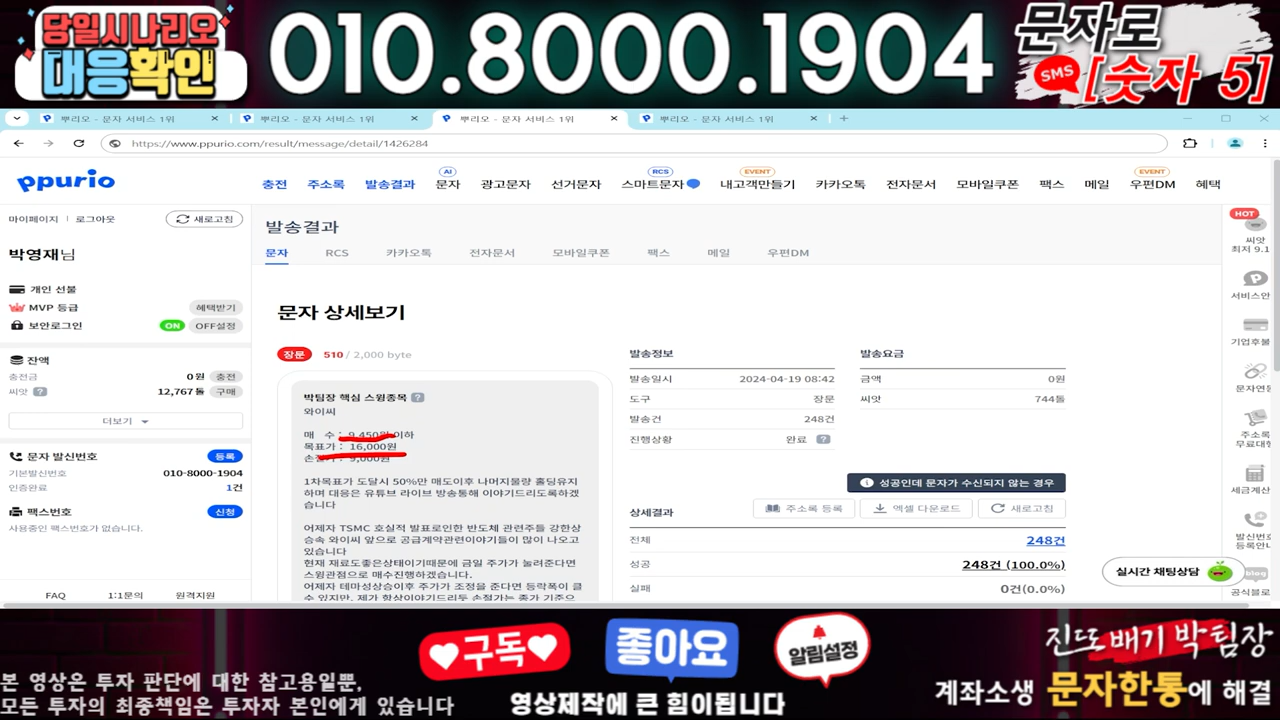 당일시나리오
대응확인
010.8000.1904
문자로
SMS
[숫자 5]
뿌리오 - 문자 서비스 1위
뿌리오 - 문자 서비스 1위
뿌리오 - 문자 서비스 1위
뿌리오 - 문자 서비스 1위
https://www.ppurio.com/result/message/detail/1426284
ppurio
AI
RCS
EVENT
EVENT
충전 주소록 발송결과 문자 광고문자 선거문자 스마트문자 내고객만들기 카카오톡 전자문서 모바일쿠폰 팩스 메일 우편DM 혜택
마이페이지 | 로그아웃
새로고침
박영재님
개인 선불
MVP 등급 혜택받기
보안로그인 ON OFF설정
잔액
충전금 0원 충전
씨앗 ? 12,767톨 구매
더보기
문자 발신번호 등록
기본발신번호 010-8000-1904
인증완료 1건
팩스번호 신청
사용중인 팩스번호가 없습니다.
FAQ 1:1문의 원격지원
발송결과
문자 RCS 카카오톡 전자문서 모바일쿠폰 팩스 메일 우편DM
문자 상세보기
장문 510 / 2,000 byte
박팀장 핵심 스윙종목 ?
와이씨
매 수 : 9,450원 이하
목표가 : 16,000원
손절가 : 9,000원
1차목표가 도달시 50%만 매도이후 나머지물량 홀딩유지
하며 대응은 유튜브 라이브 방송통해 이야기드리도록하겠
습니다
어제자 TSMC 호실적 발표로인한 반도체 관련주들 강한상
승속 와이씨 앞으로 공급계약관련이야기들이 많이 나오고
있습니다
현재 재료도좋은상태이기때문에 금일 주가가 눌려준다면
스윙관점으로 매수진행하겠습니다.
어제자 테마성상승이후 주가가 조정을 준다면 등락폭이 클
수 있지만, 제가 항상이야기드리듯 손절가는 종가 기준으
발송정보
발송일시 2024-04-19 08:42
도구 장문
발송건 248건
진행상황 완료 ?
발송요금
금액 0원
씨앗 744톨
성공인데 문자가 수신되지 않는 경우
상세결과
주소록 등록
엑셀 다운로드
새로고침
전체 248건
성공 248건 (100.0%)
실패 0건(0.0%)
HOT
씨앗
최저 9.1
서비스안
기업후불
문자연동
주소록
무료대형
세금계산
발신번호
등록안내
실시간 채팅상담
blog
공식블로
본 영상은 투자 판단에 대한 참고용일뿐,
모든 투자의 최종책임은 투자자 본인에게 있습니다
구독
좋아요
알림설정
영상제작에 큰 힘이됩니다
진또배기 박팀장
계좌소생 문자한통에 해결